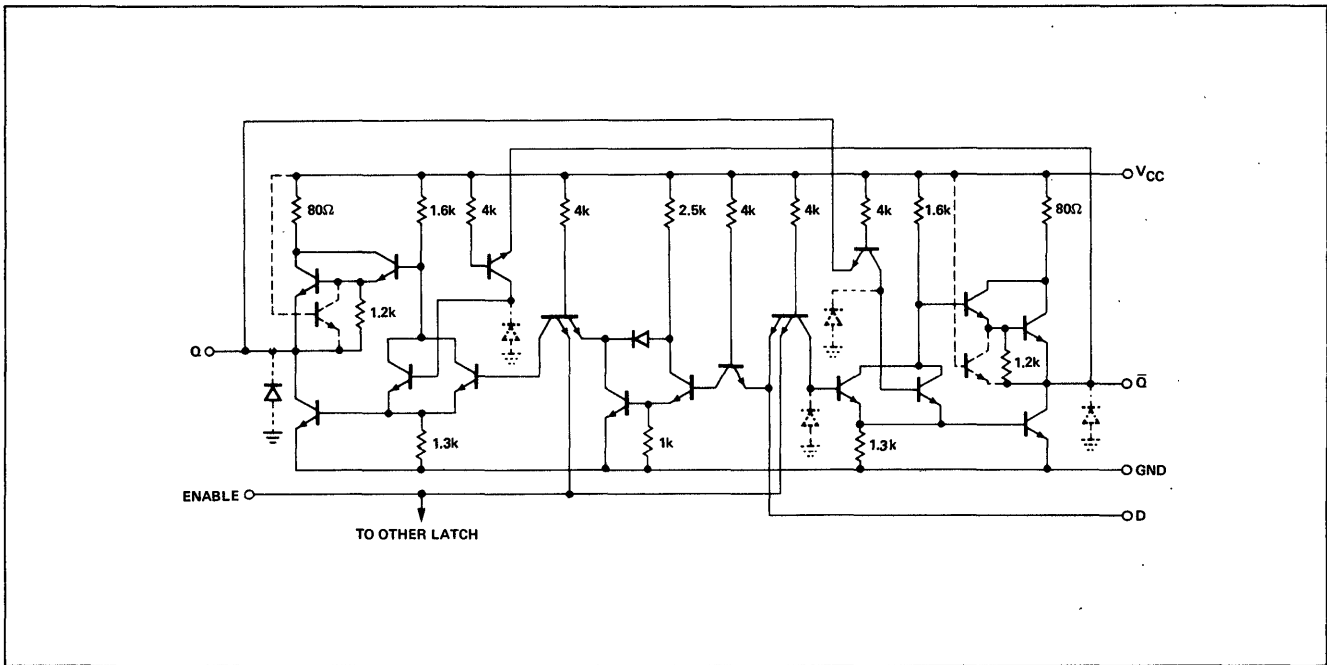 VCC
80Ω
1.6k
4k
4k
2.5k
4k
4k
4k
1.6k
80Ω
1.2k
1.2k
Q
Q̅
1.3k
1k
1.3k
GND
ENABLE
D
TO OTHER LATCH